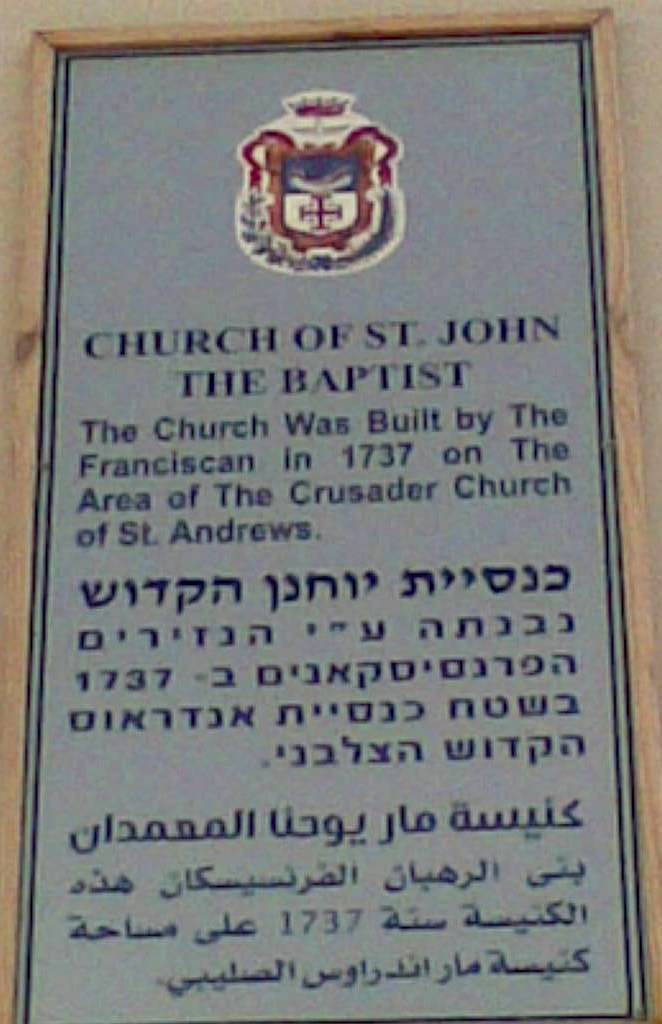 CHURCH OF ST. JOHN
THE BAPTIST
The Church Was Built by The
Franciscan in 1737 on The
Area of The Crusader Church
of St. Andrews.
כנסיית יוחנן הקדוש
נבנתה ע"י הנזירים
הפרנסיסקאנים ב- 1737
בשטח כנסיית אנדראוס
הקדוש הצלבני.
كنيسة مار يوحنا المعمدان
بنى الرهبان الفرنسيسكان هذه
الكنيسة سنة 1737 على مساحة
كنيسة مار اندراوس الصليبي.